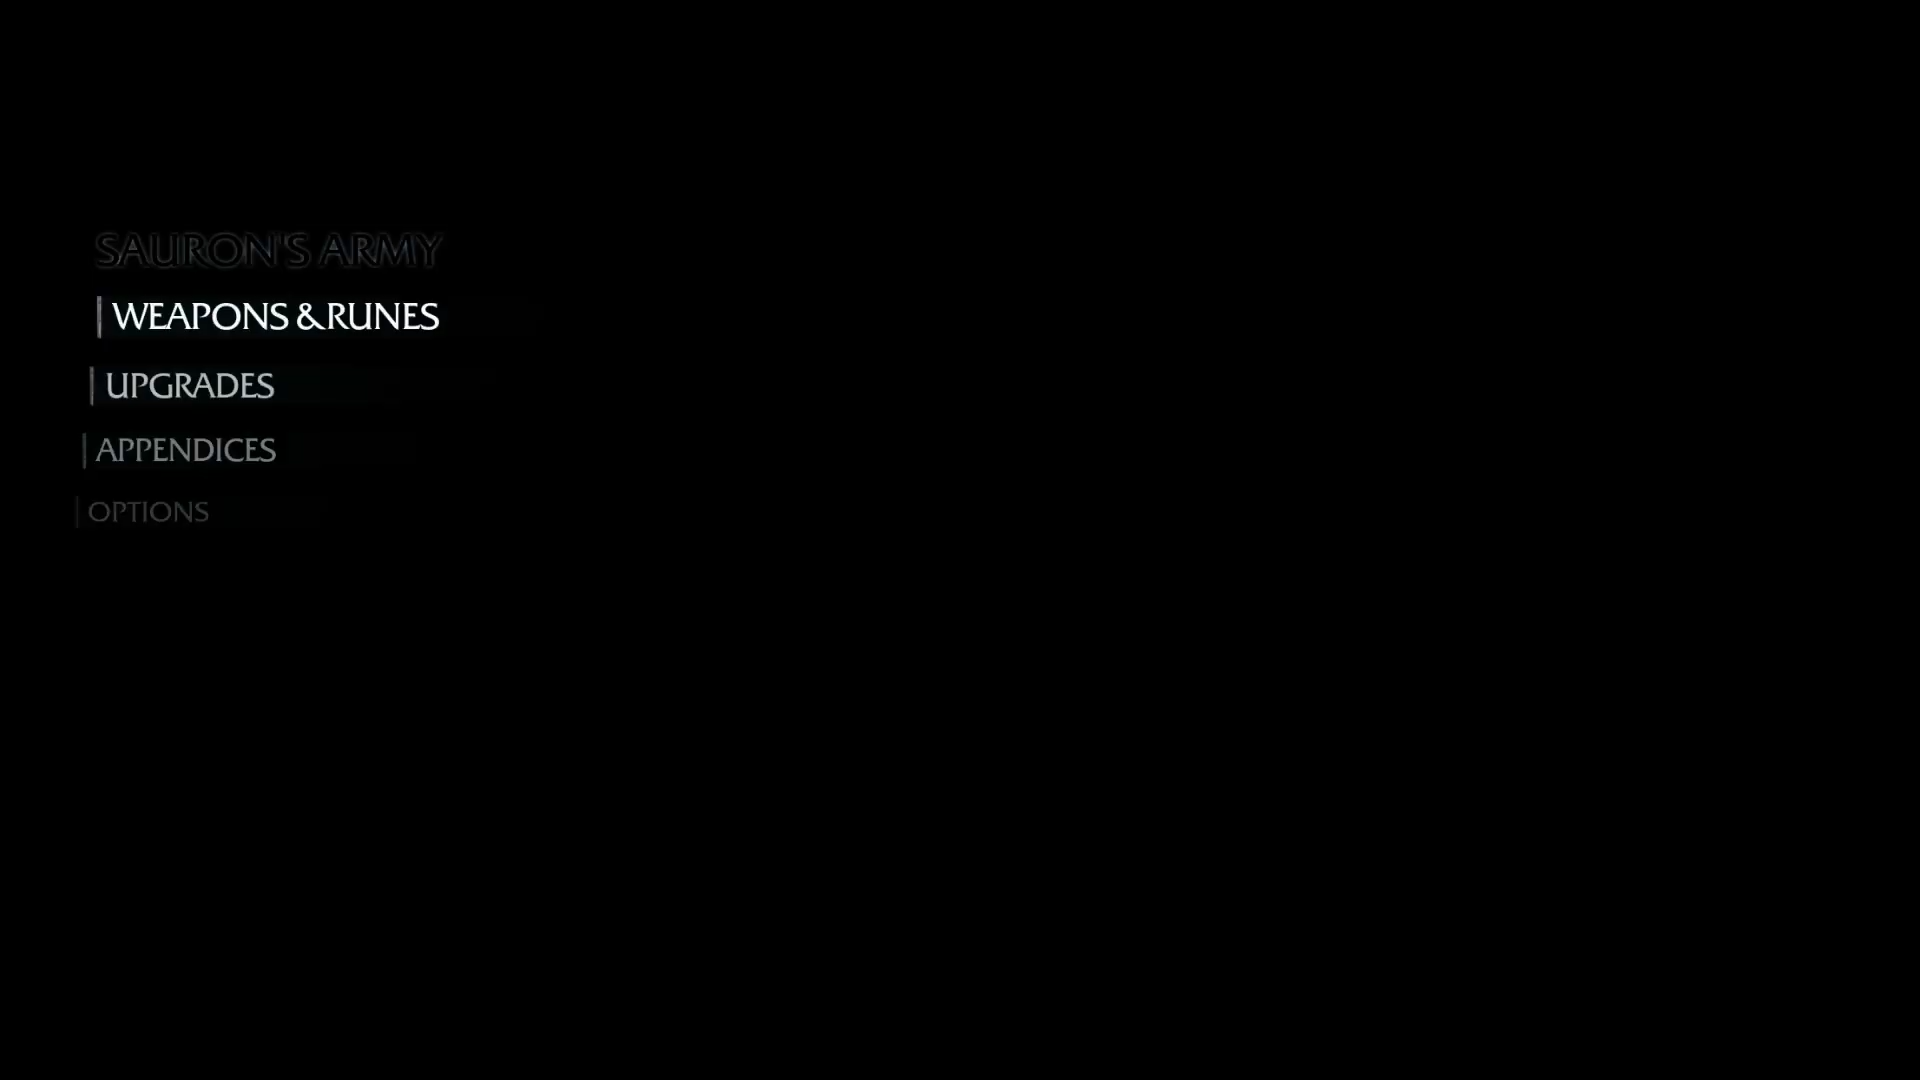 SAURON'S ARMY
WEAPONS & RUNES
UPGRADES
APPENDICES
OPTIONS